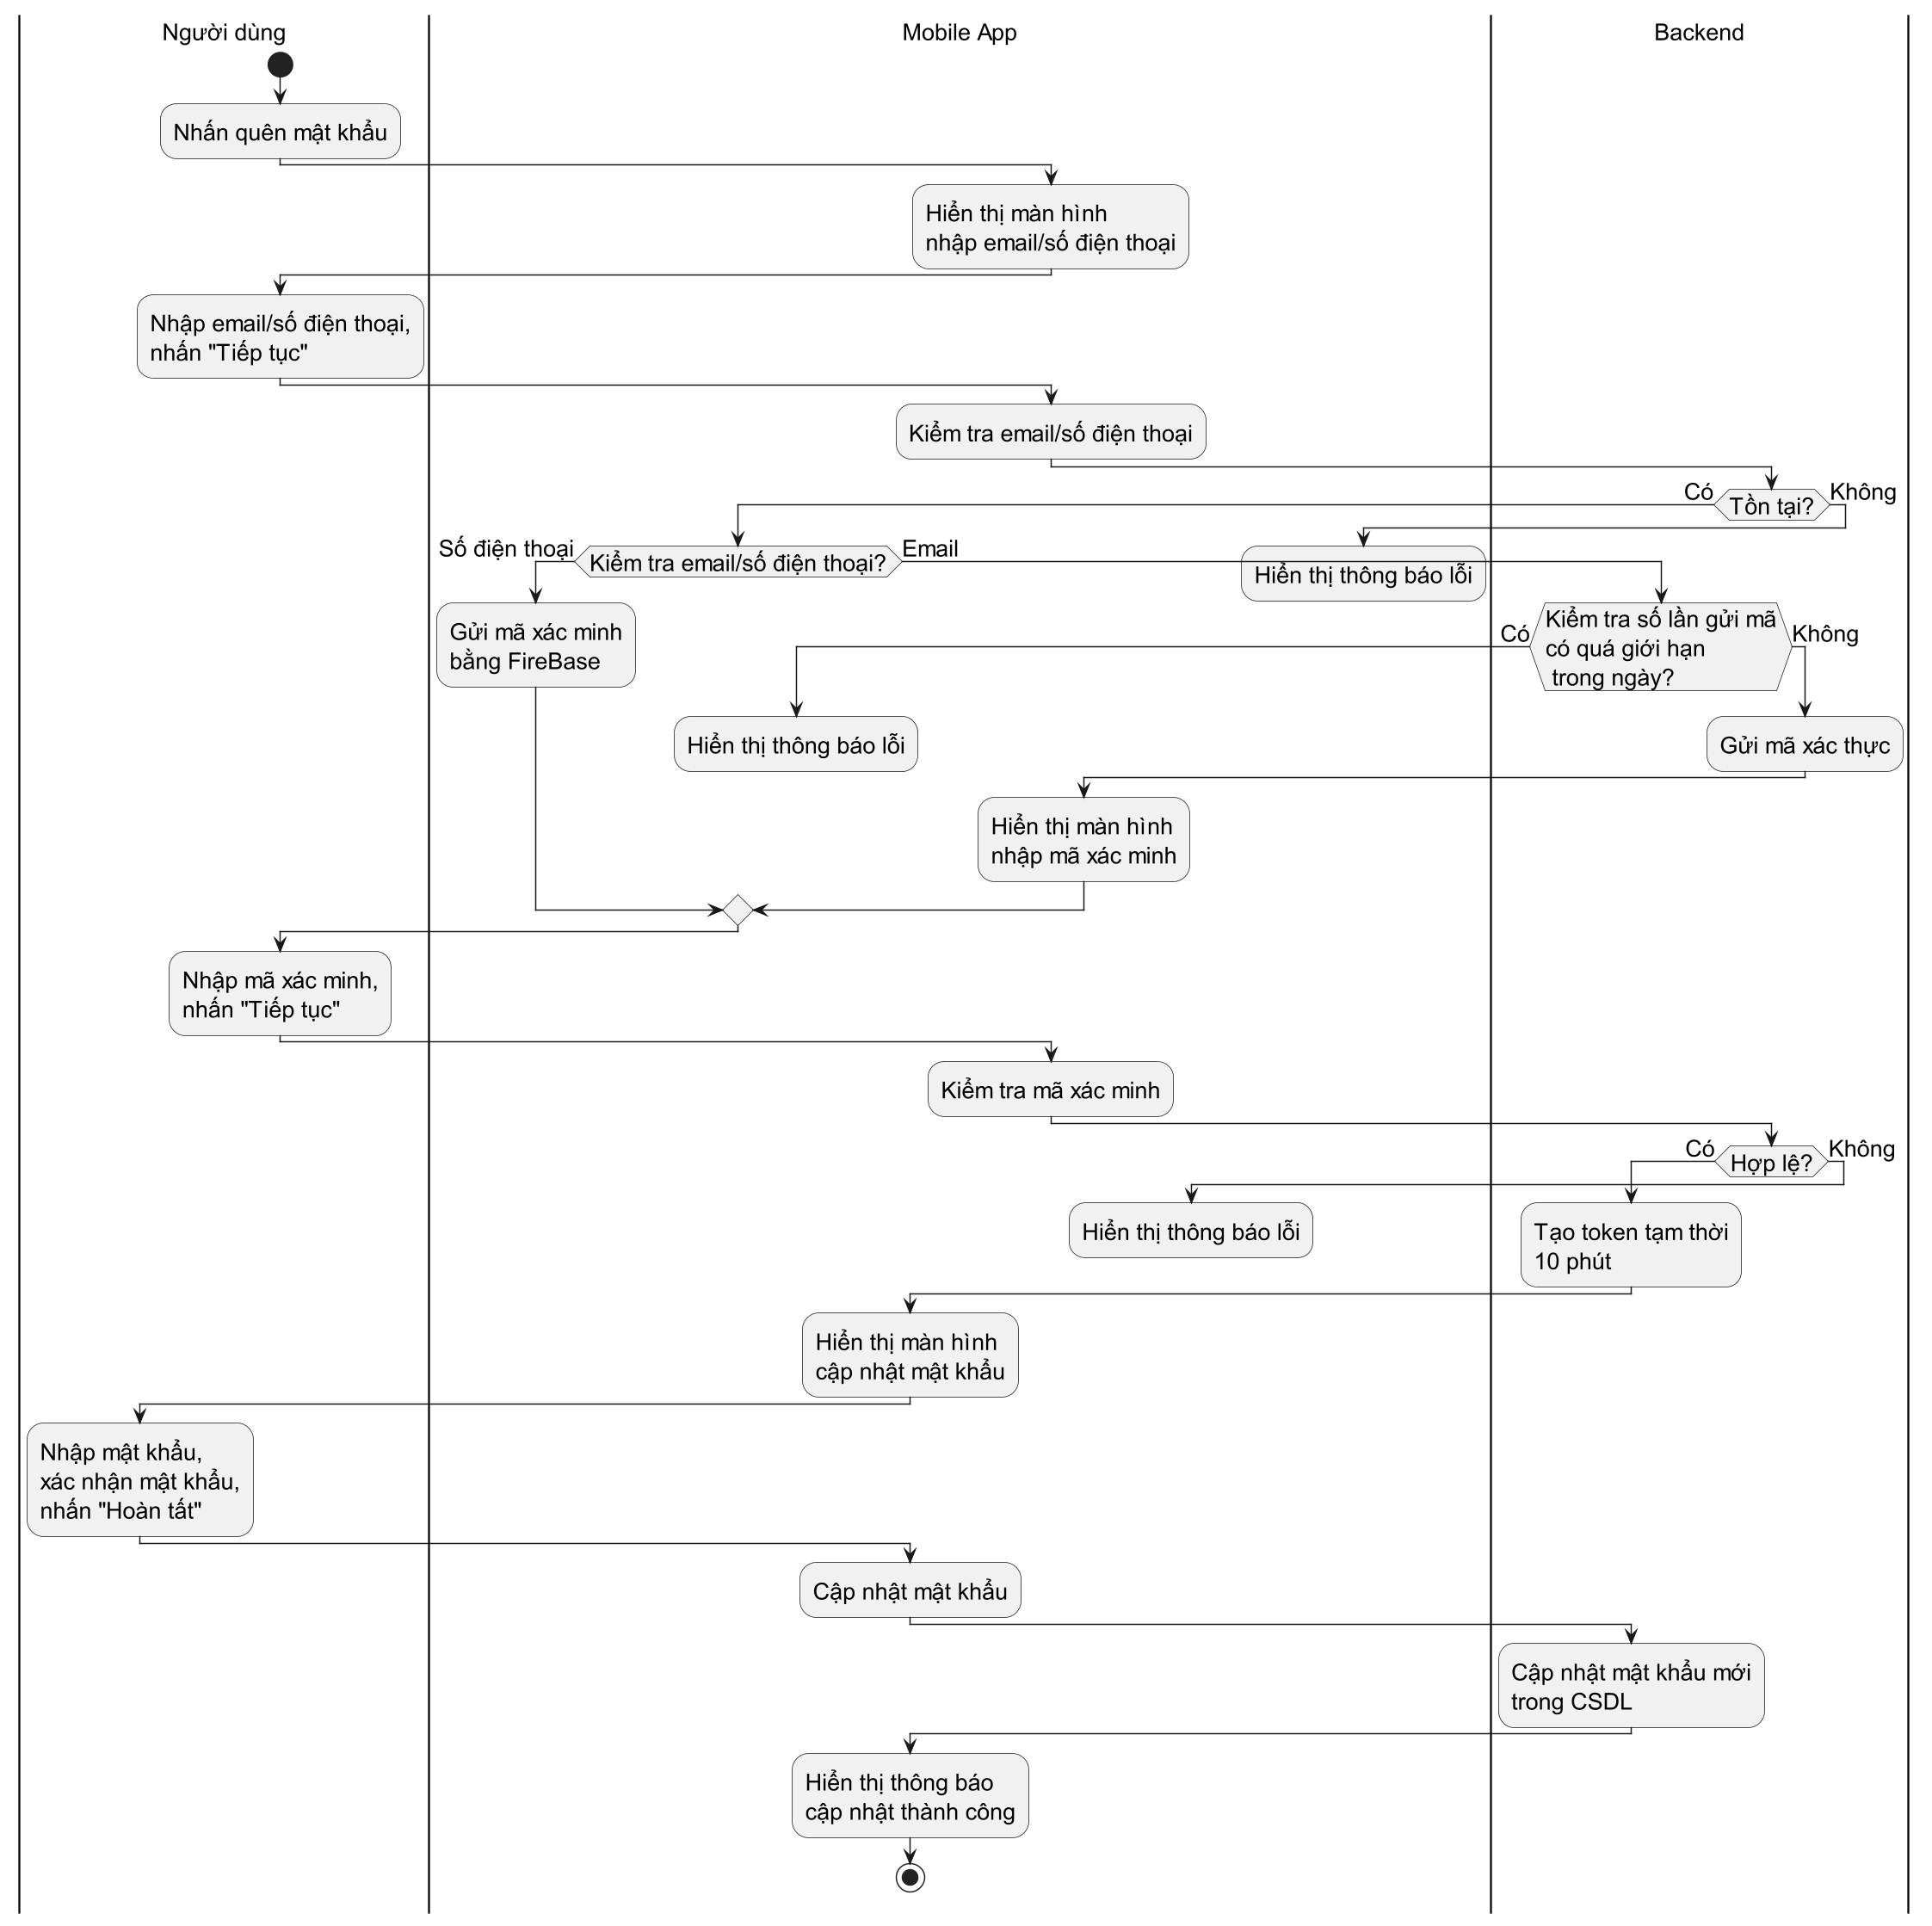 Người dùng
Mobile App
Backend
Nhấn quên mật khẩu
Hiển thị màn hình
nhập email/số điện thoại
Nhập email/số điện thoại,
nhấn "Tiếp tục"
Kiểm tra email/số điện thoại
Có
Tồn tại?
Không
Số điện thoại
Kiểm tra email/số điện thoại?
Email
Hiển thị thông báo lỗi
Gửi mã xác minh
bằng FireBase
Có
Kiểm tra số lần gửi mã
có quá giới hạn
trong ngày?
Không
Hiển thị thông báo lỗi
Gửi mã xác thực
Hiển thị màn hình
nhập mã xác minh
Nhập mã xác minh,
nhấn "Tiếp tục"
Kiểm tra mã xác minh
Có
Hợp lệ?
Không
Hiển thị thông báo lỗi
Tạo token tạm thời
10 phút
Hiển thị màn hình
cập nhật mật khẩu
Nhập mật khẩu,
xác nhận mật khẩu,
nhấn "Hoàn tất"
Cập nhật mật khẩu
Cập nhật mật khẩu mới
trong CSDL
Hiển thị thông báo
cập nhật thành công